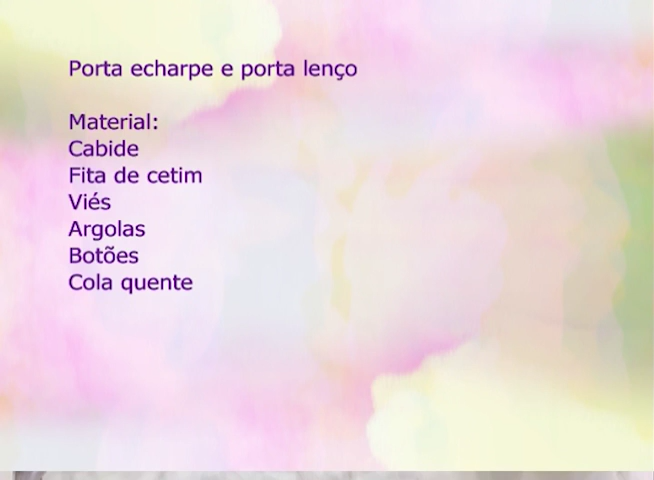 Porta echarpe e porta lenço
Material:
Cabide
Fita de cetim
Viés
Argolas
Botões
Cola quente